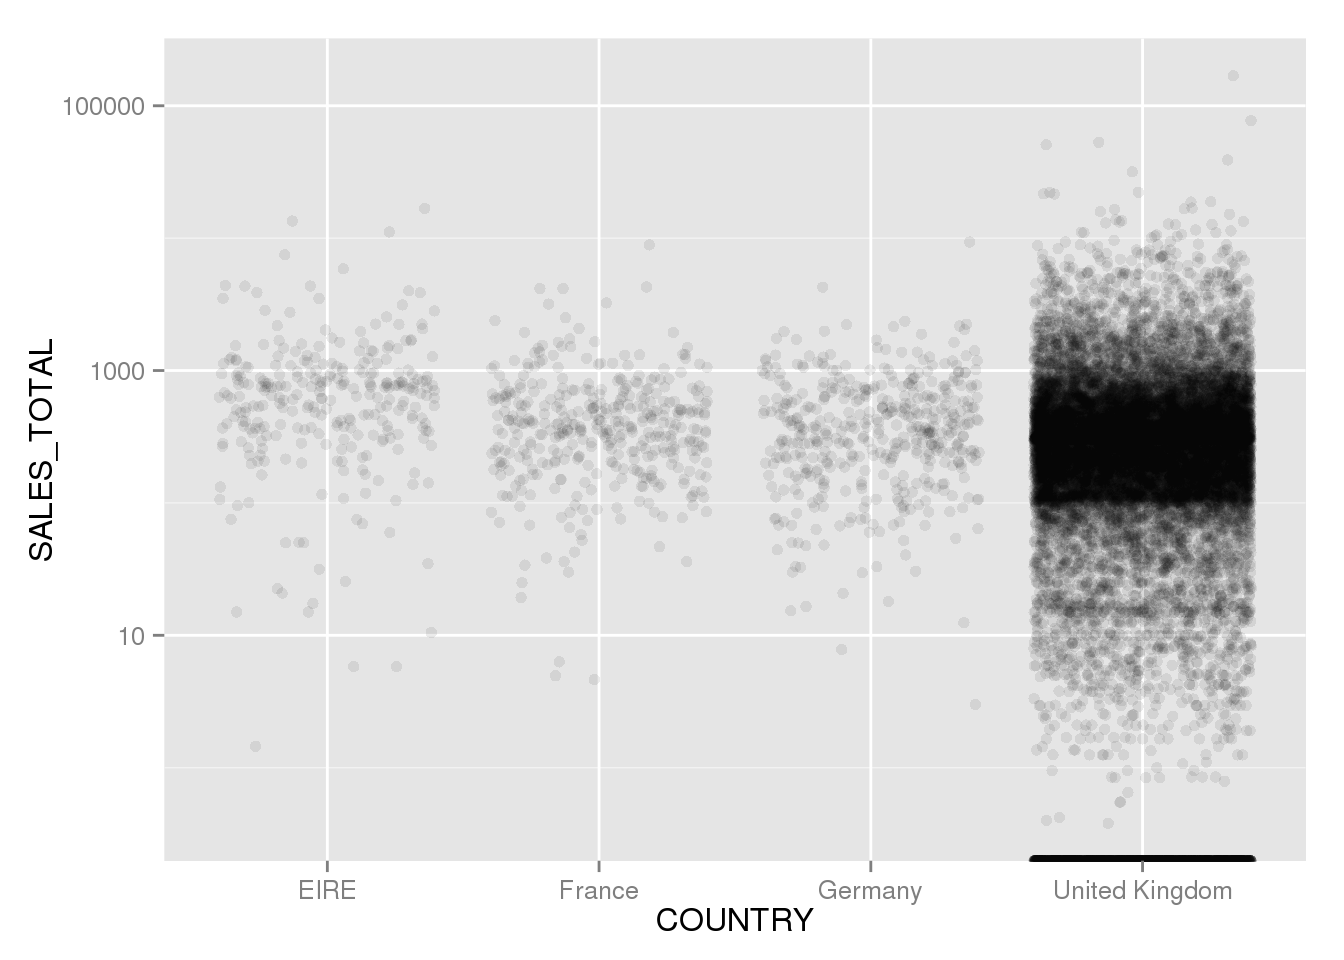 SALES_TOTAL
100000
1000
10
EIRE France Germany United Kingdom
COUNTRY